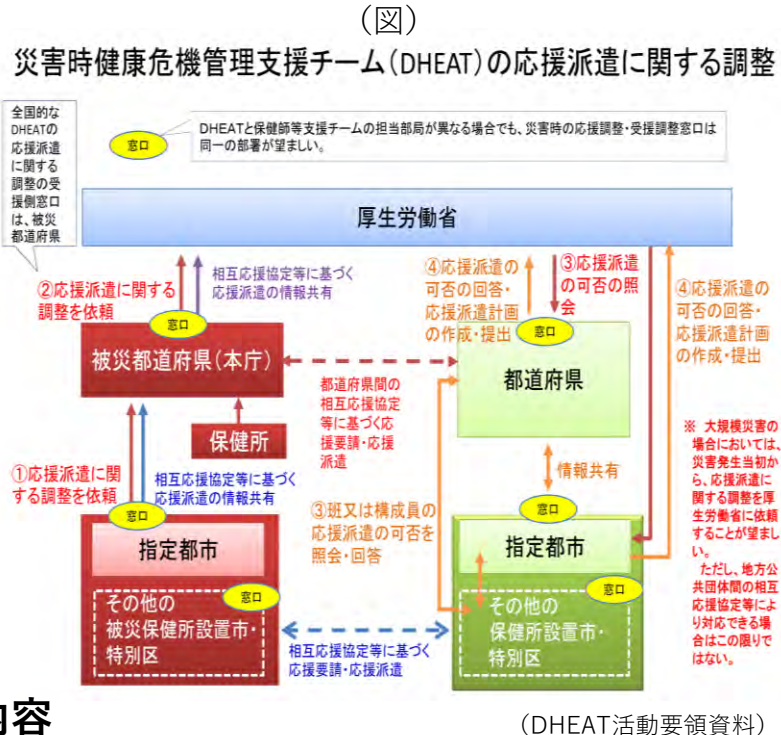 (図)
災害時健康危機管理支援チーム(DHEAT)の応援派遣に関する調整
全国的な
DHEATの
応援派遣
に関する
調整の受
援側窓口
は、被災
都道府県
窓口
DHEATと保健師等支援チームの担当部局が異なる場合でも、災害時の応援調整・受援調整窓口は
同一の部署が望ましい。
厚生労働省
②応援派遣に関する
調整を依頼
相互応援協定等に基づく
応援派遣の情報共有
④応援派遣の
可否の回答・
応援派遣計画
の作成・提出
③応援派遣
の可否の照
会
④応援派遣の
可否の回答・
応援派遣計画
の作成・提出
窓口
被災都道府県(本庁)
窓口
都道府県
保健所
都道府県間の
相互応援協定
等に基づく応
援要請・応援
派遣
①応援派遣に関
する調整を依頼
相互応援協定等に基づく
応援派遣の情報共有
情報共有
③班又は構成員の
応援派遣の可否を
照会・回答
※ 大規模災害の
場合においては、
災害発生当初か
ら、応援派遣に
関する調整を厚
生労働省に依頼
することが望まし
い。
ただし、地方公
共団体間の相互
応援協定等によ
り対応できる場
合はこの限りで
はない。
窓口
指定都市
窓口
その他の
被災保健所設置市・
特別区
相互応援協定等に基づく
応援要請・応援派遣
窓口
指定都市
窓口
その他の
保健所設置市・
特別区
内容
(DHEAT活動要領資料)